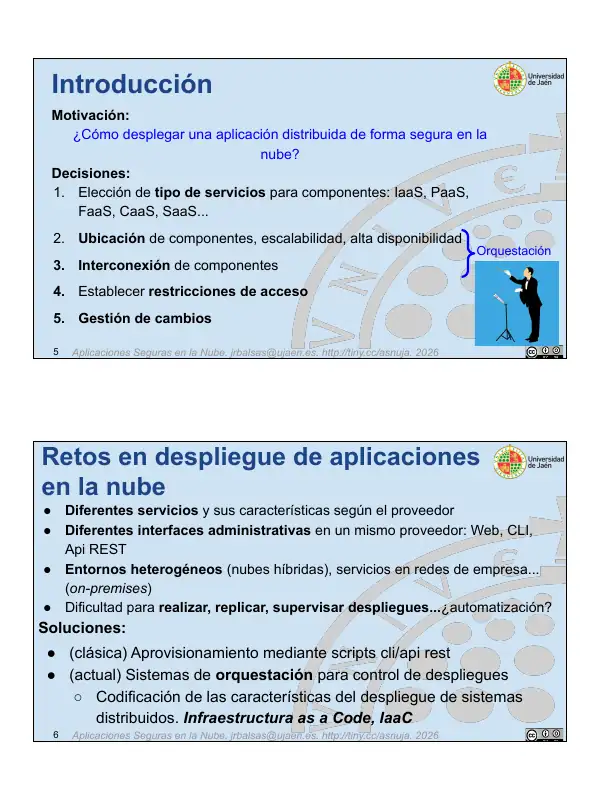 Introducción
Universidad
de Jaén
Motivación:
¿Cómo desplegar una aplicación distribuida de forma segura en la
nube?
Decisiones:
1. Elección de tipo de servicios para componentes: IaaS, PaaS,
FaaS, CaaS, SaaS...
2. Ubicación de componentes, escalabilidad, alta disponibilidad
Orquestación
3. Interconexión de componentes
4. Establecer restricciones de acceso
5. Gestión de cambios
5 Aplicaciones Seguras en la Nube. jrbalsas@ujaen.es. http://tiny.cc/asnuja. 2026
Retos en despliegue de aplicaciones
en la nube
Universidad
de Jaén
● Diferentes servicios y sus características según el proveedor
● Diferentes interfaces administrativas en un mismo proveedor: Web, CLI,
Api REST
● Entornos heterogéneos (nubes híbridas), servicios en redes de empresa...
(on-premises)
● Dificultad para realizar, replicar, supervisar despliegues...¿automatización?
Soluciones:
● (clásica) Aprovisionamiento mediante scripts cli/api rest
● (actual) Sistemas de orquestación para control de despliegues
○ Codificación de las características del despliegue de sistemas
distribuidos. Infraestructura as a Code, IaaC
6 Aplicaciones Seguras en la Nube. jrbalsas@ujaen.es. http://tiny.cc/asnuja. 2026